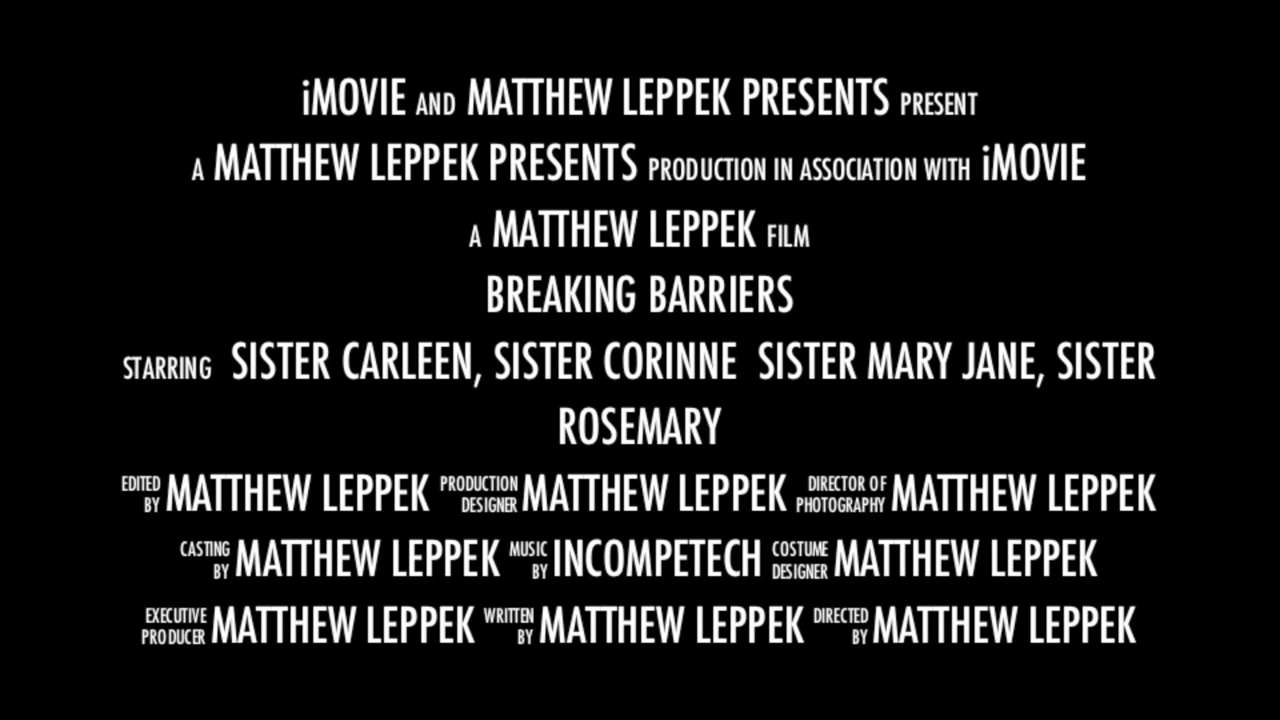 iMOVIE AND MATTHEW LEPPEK PRESENTS PRESENT
A MATTHEW LEPPEK PRESENTS PRODUCTION IN ASSOCIATION WITH iMOVIE
A MATTHEW LEPPEK FILM
BREAKING BARRIERS
STARRING SISTER CARLEEN, SISTER CORINNE SISTER MARY JANE, SISTER
ROSEMARY
EDITED BY MATTHEW LEPPEK PRODUCTION DESIGNER MATTHEW LEPPEK DIRECTOR OF PHOTOGRAPHY MATTHEW LEPPEK
CASTING BY MATTHEW LEPPEK MUSIC BY INCOMPETECH COSTUME DESIGNER MATTHEW LEPPEK
EXECUTIVE PRODUCER MATTHEW LEPPEK WRITTEN BY MATTHEW LEPPEK DIRECTED BY MATTHEW LEPPEK